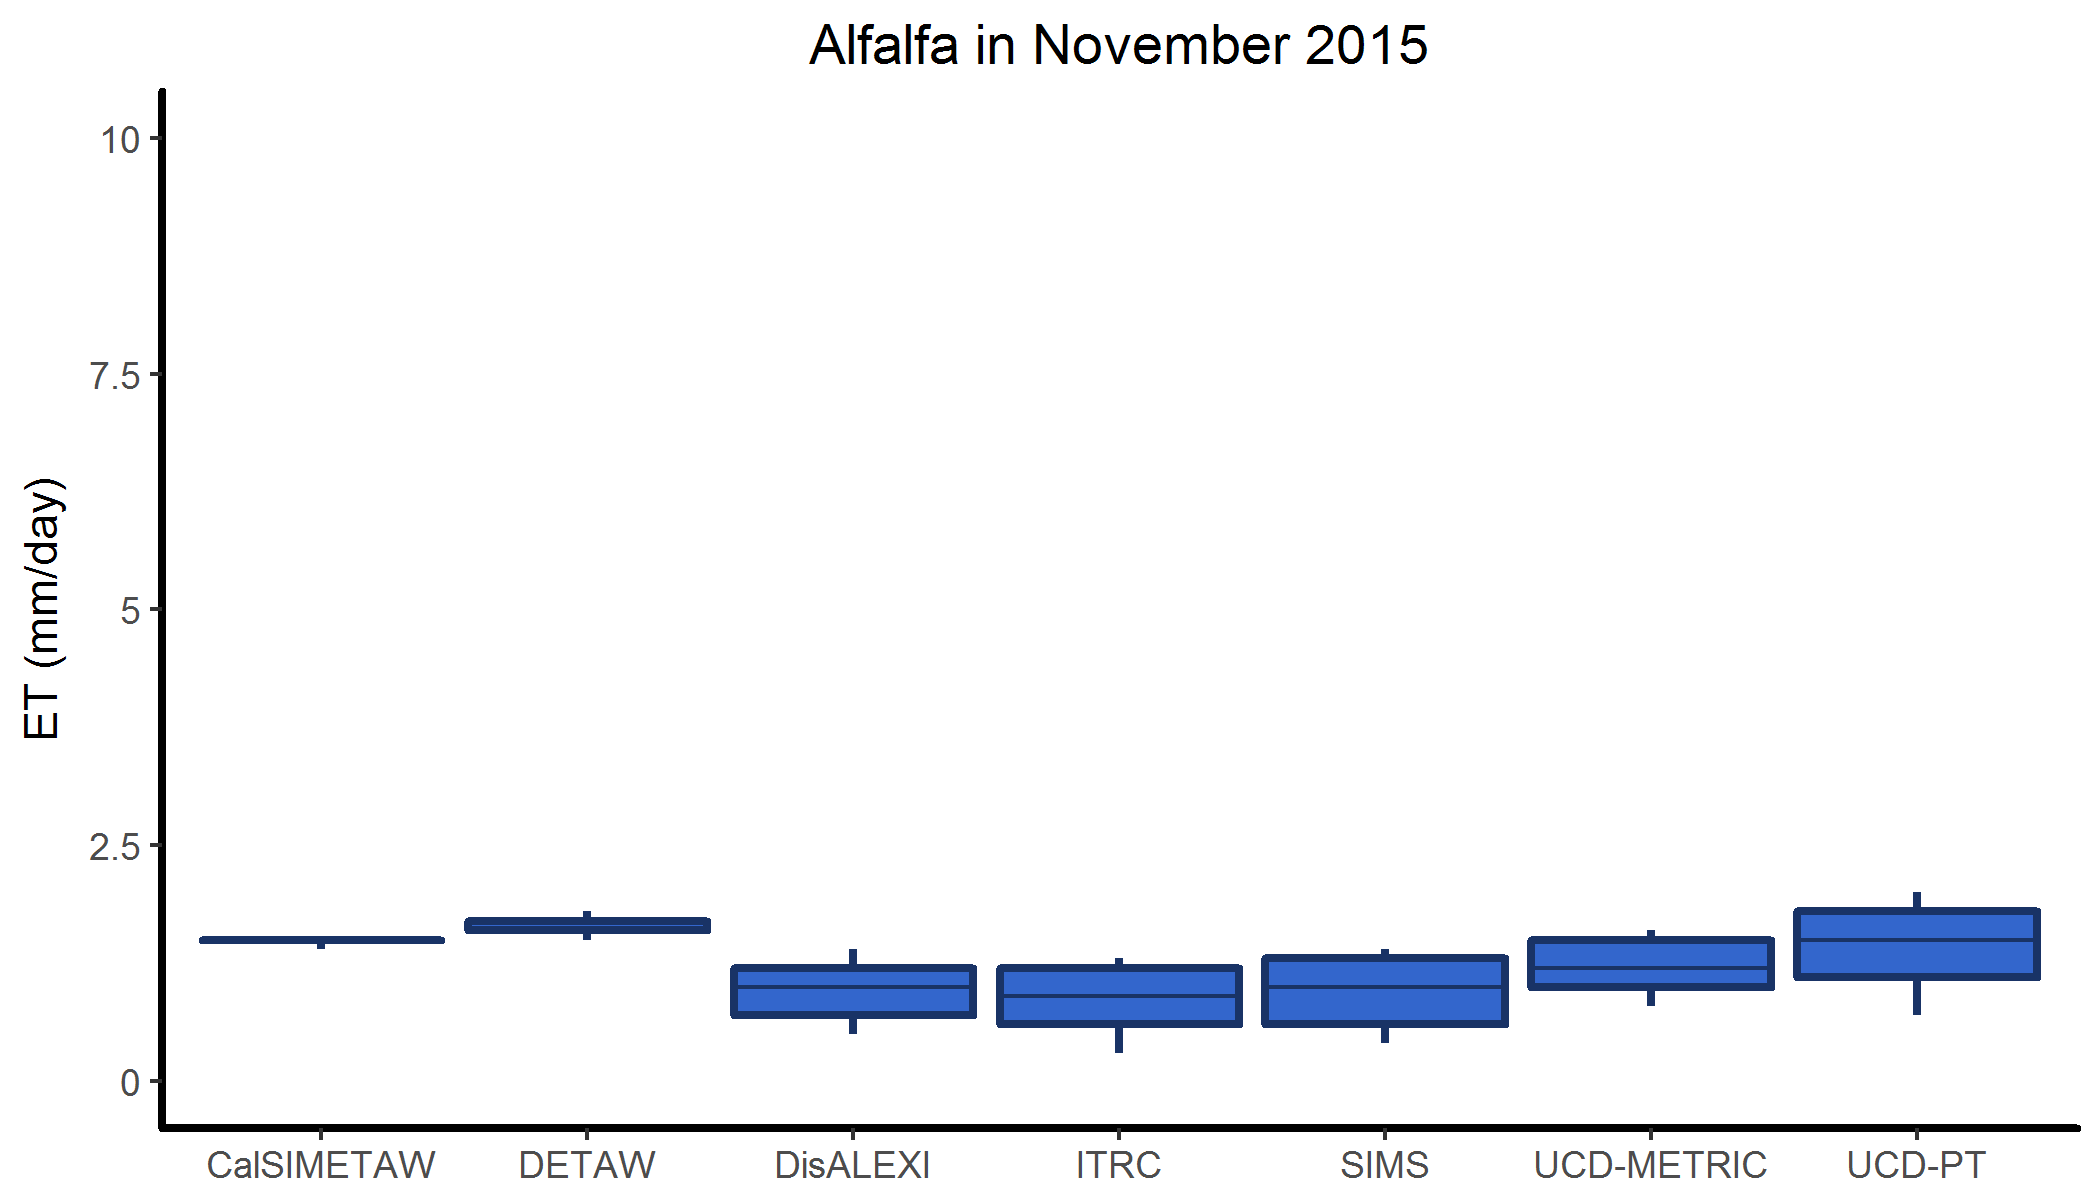 Alfalfa in November 2015
10
7.5
5
2.5
0
ET (mm/day)
CalSIMETAW DETAW DisALEXI ITRC SIMS UCD-METRIC UCD-PT